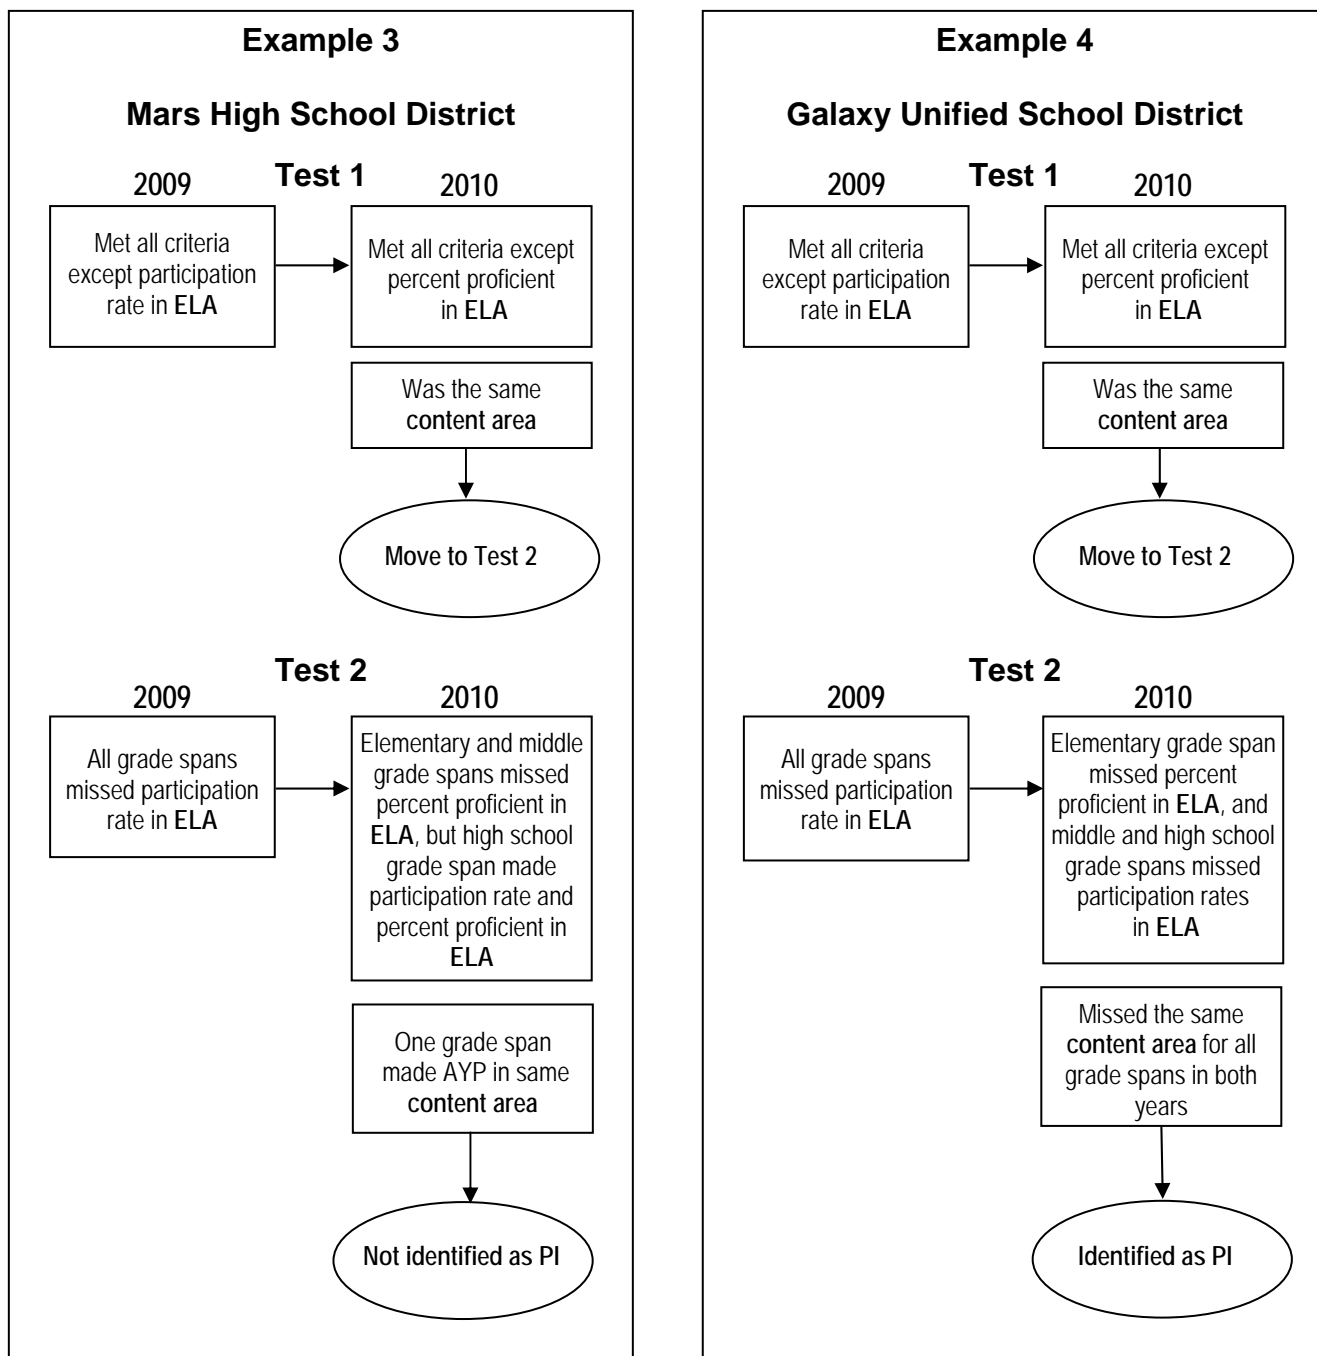 Example 3
Mars High School District
Test 1
2009
2010
Met all criteria
except participation
rate in ELA
Met all criteria except
percent proficient
in ELA
Was the same
content area
Move to Test 2
Test 2
2009
2010
All grade spans
missed participation
rate in ELA
Elementary and middle
grade spans missed
percent proficient in
ELA, but high school
grade span made
participation rate and
percent proficient in
ELA
One grade span
made AYP in same
content area
Not identified as PI
Example 4
Galaxy Unified School District
Test 1
2009
2010
Met all criteria
except participation
rate in ELA
Met all criteria except
percent proficient
in ELA
Was the same
content area
Move to Test 2
Test 2
2009
2010
All grade spans
missed participation
rate in ELA
Elementary grade span
missed percent
proficient in ELA, and
middle and high school
grade spans missed
participation rates
in ELA
Missed the same
content area for all
grade spans in both
years
Identified as PI